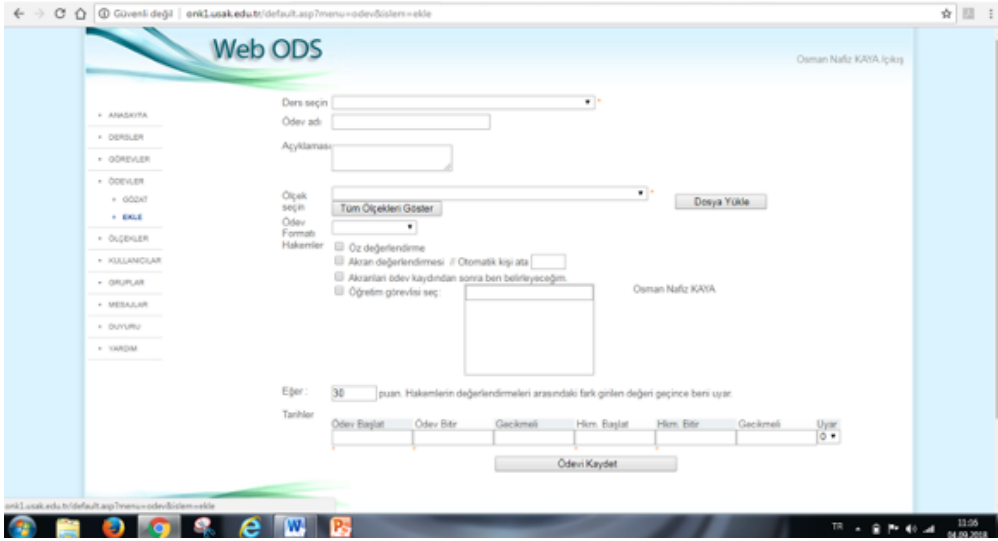 Güvenli değil | onk1.usak.edu.tr/default.asp?menu=odev&islem=ekle
Web ODS
Osman Nafiz KAYA /çıkış
ANASAYFA
DERSLER
GÖREVLER
ÖDEVLER
GÖZAT
EKLE
ÖLÇEKLER
KULLANICILAR
GRUPLAR
MESAJLAR
DUYURU
YARDIM
Ders seçin *
Ödev adı
Açıklaması
Ölçek seçin *
Tüm Ölçekleri Göster
Dosya Yükle
Ödev Formatı
Hakemler
Öz değerlendirme
Akran değerlendirmesi // Otomatik kişi ata
Akranlari ödev kaydından sonra ben belirleyeceğim.
Öğretim görevlisi seç: Osman Nafiz KAYA
Eğer : 30 puan. Hakemlerin değerlendirmeleri arasındaki fark girilen değeri geçince beni uyar.
Tarihler
Ödev Başlat Ödev Bitir Gecikmeli Hkm. Başlat Hkm. Bitir Gecikmeli Uyar
0
* * * *
Ödevi Kaydet
onk1.usak.edu.tr/default.asp?menu=odev&islem=ekle
TR 11:05
04.09.2018